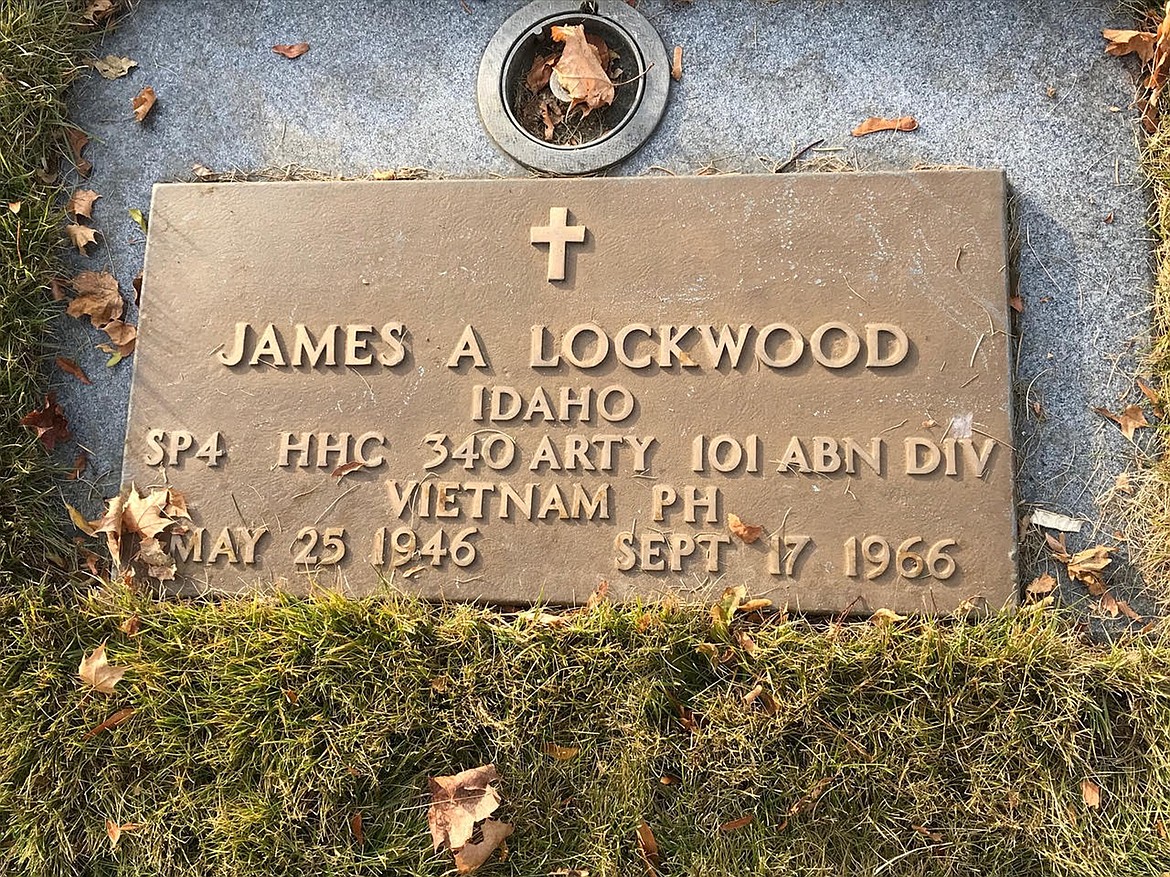 JAMES A LOCKWOOD
IDAHO
SP4 HHC 340 ARTY 101 ABN DIV
VIETNAM PH
MAY 25 1946 SEPT 17 1966